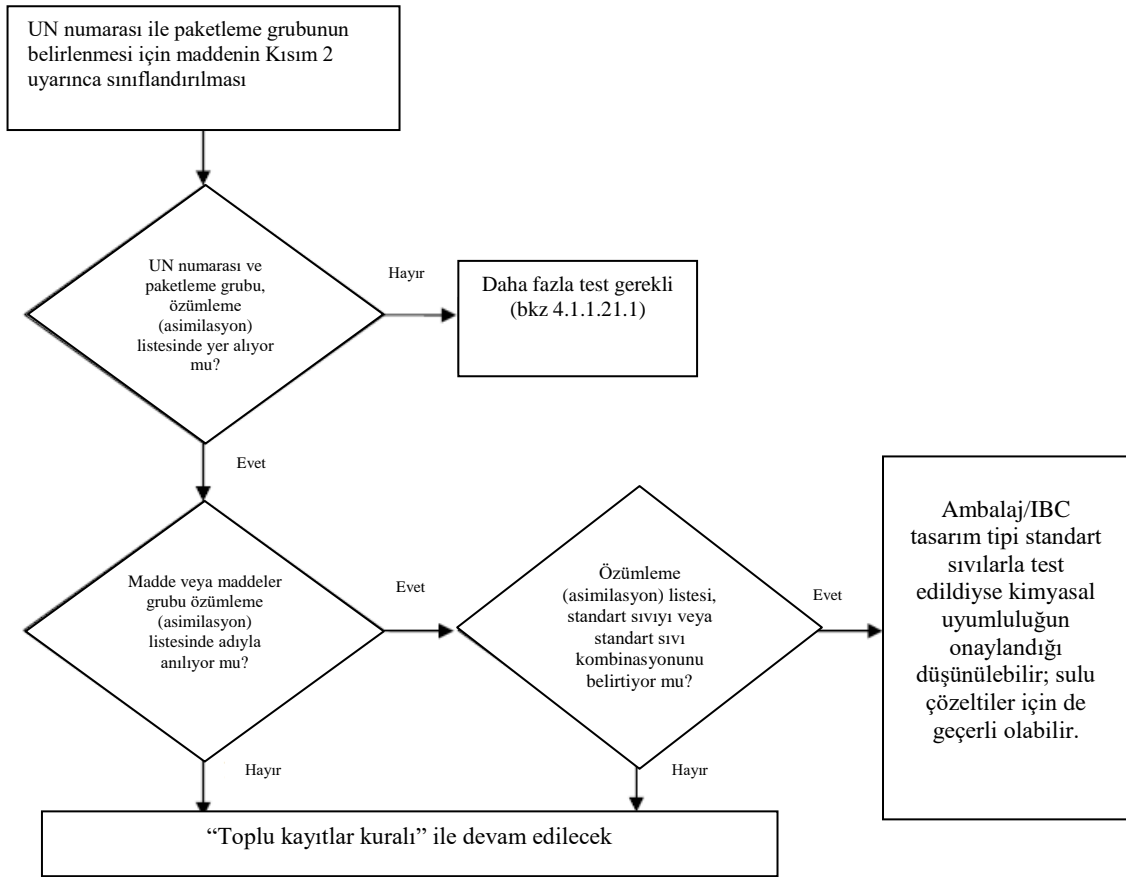 UN numarası ile paketleme grubunun
belirlenmesi için maddenin Kısım 2
uyarınca sınıflandırılması
UN numarası ve
paketleme grubu,
özümleme
(asimilasyon)
listesinde yer alıyor
mu?
Hayır
Daha fazla test gerekli
(bkz 4.1.1.21.1)
Evet
Madde veya maddeler
grubu özümleme
(asimilasyon)
listesinde adıyla
anılıyor mu?
Evet
Özümleme
(asimilasyon) listesi,
standart sıvıyı veya
standart sıvı
kombinasyonunu
belirtiyor mu?
Evet
Ambalaj/IBC
tasarım tipi standart
sıvılarla test
edildiyse kimyasal
uyumluluğun
onaylandığı
düşünülebilir; sulu
çözeltiler için de
geçerli olabilir.
Hayır
Hayır
“Toplu kayıtlar kuralı” ile devam edilecek